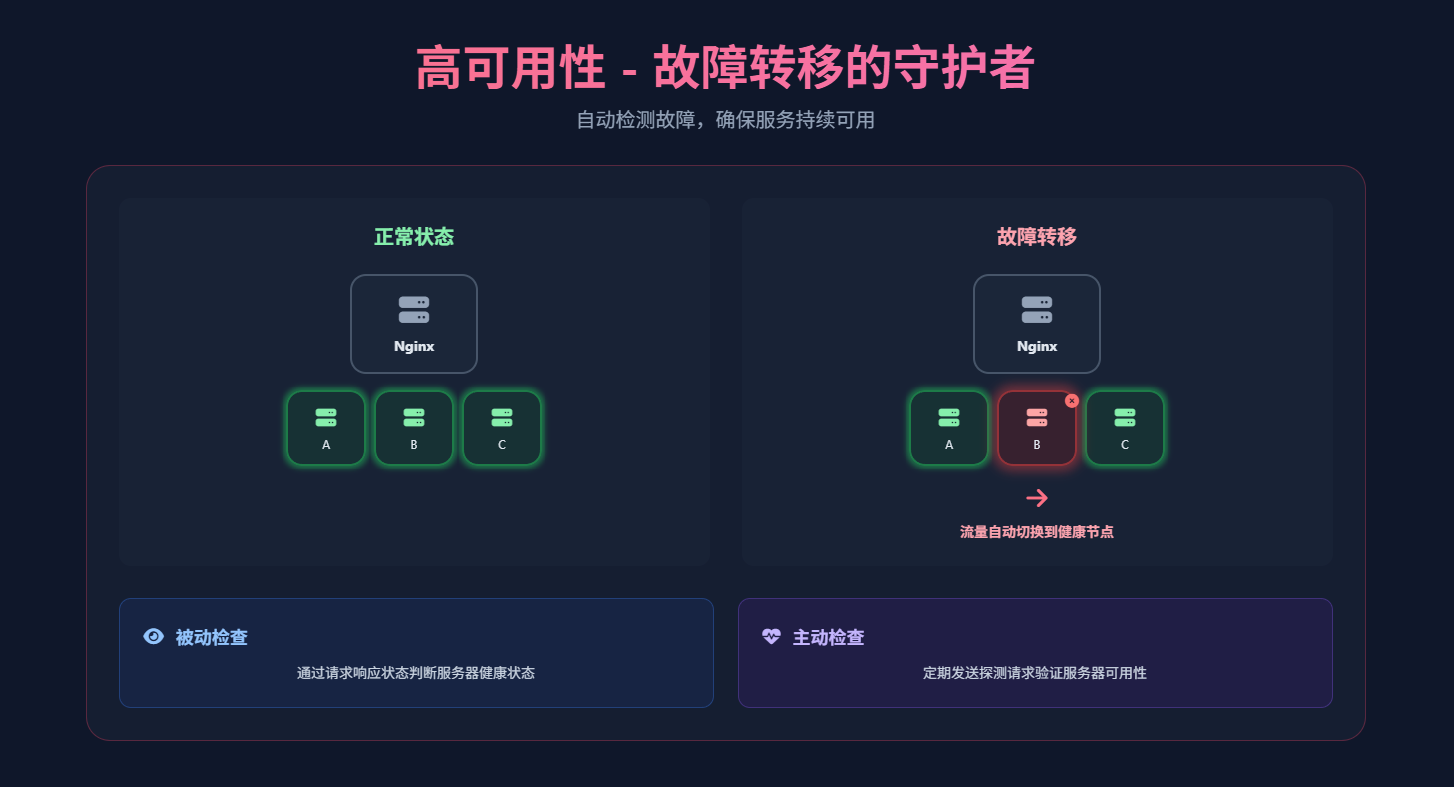 高可用性 - 故障转移的守护者
自动检测故障，确保服务持续可用
正常状态
Nginx
A
B
C
故障转移
Nginx
A
B
C
流量自动切换到健康节点
被动检查
通过请求响应状态判断服务器健康状态
主动检查
定期发送探测请求验证服务器可用性